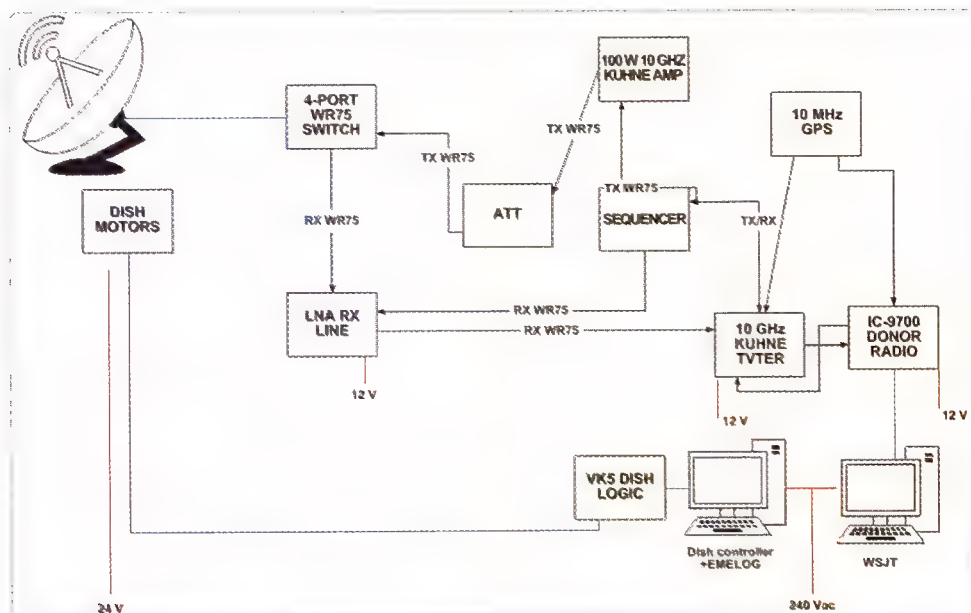 100 W 10 GHZ
KUHNE AMP
4-PORT
WR75
SWITCH
10 MHz
GPS
TX WR75
TX WR75
DISH
MOTORS
ATT
TX WR75
SEQUENCER
TX/RX
RX WR75
LNA RX
LINE
RX WR75
RX WR75
10 GHz
KUHNE
TVTER
IC-9700
DONOR
RADIO
12 V
12 V
12 V
VK5 DISH
LOGIC
Dish controller
+EMELOG
WSJT
24 V
240 Vac